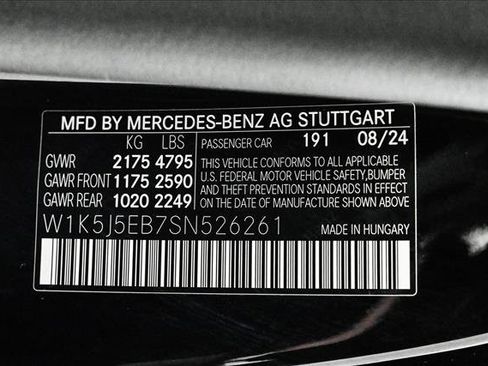 MFD BY MERCEDES-BENZ AG STUTTGART
KG LBS PASSENGER CAR 191 08/24
GVWR 2175 4795 THIS VEHICLE CONFORMS TO ALL APPLICABLE
GAWR FRONT 1175 2590 U.S. FEDERAL MOTOR VEHICLE SAFETY,BUMPER
AND THEFT PREVENTION STANDARDS IN EFFECT
GAWR REAR 1020 2249 ON THE DATE OF MANUFACTURE SHOWN ABOVE.
W1K5J5EB7SN526261 MADE IN HUNGARY